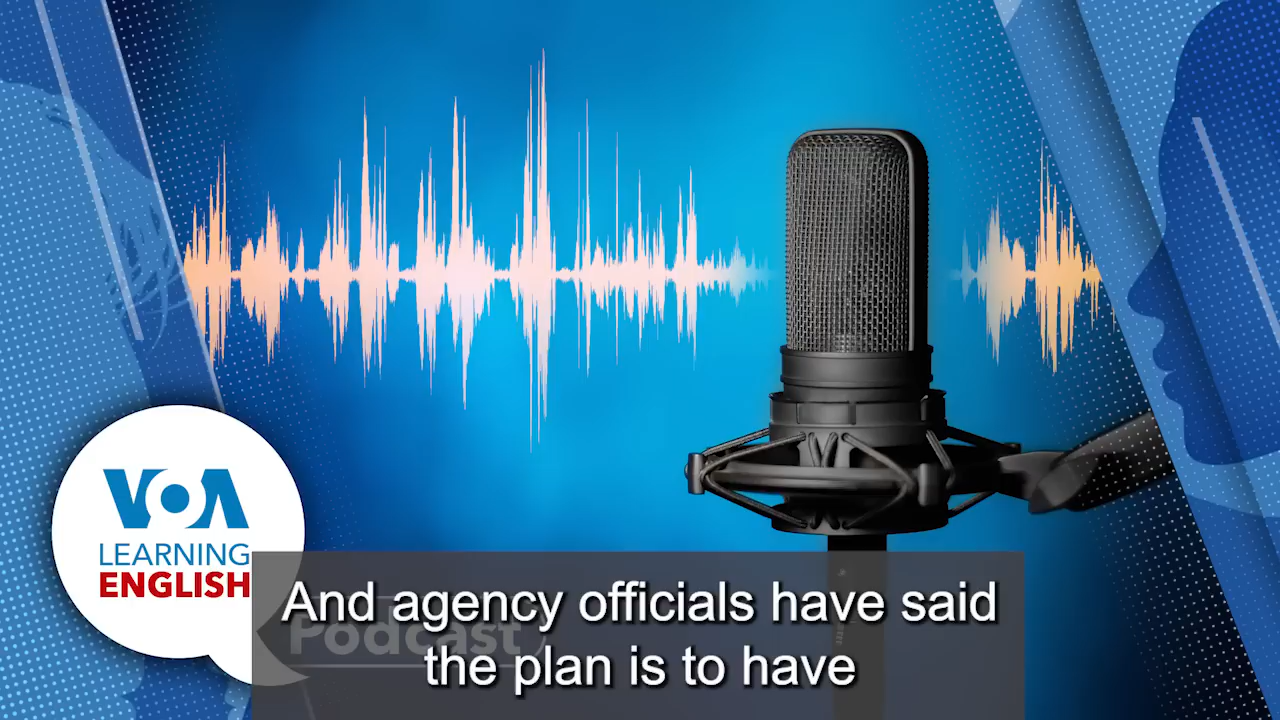 VOA
LEARNING
ENGLISH
Podcast
And agency officials have said
the plan is to have